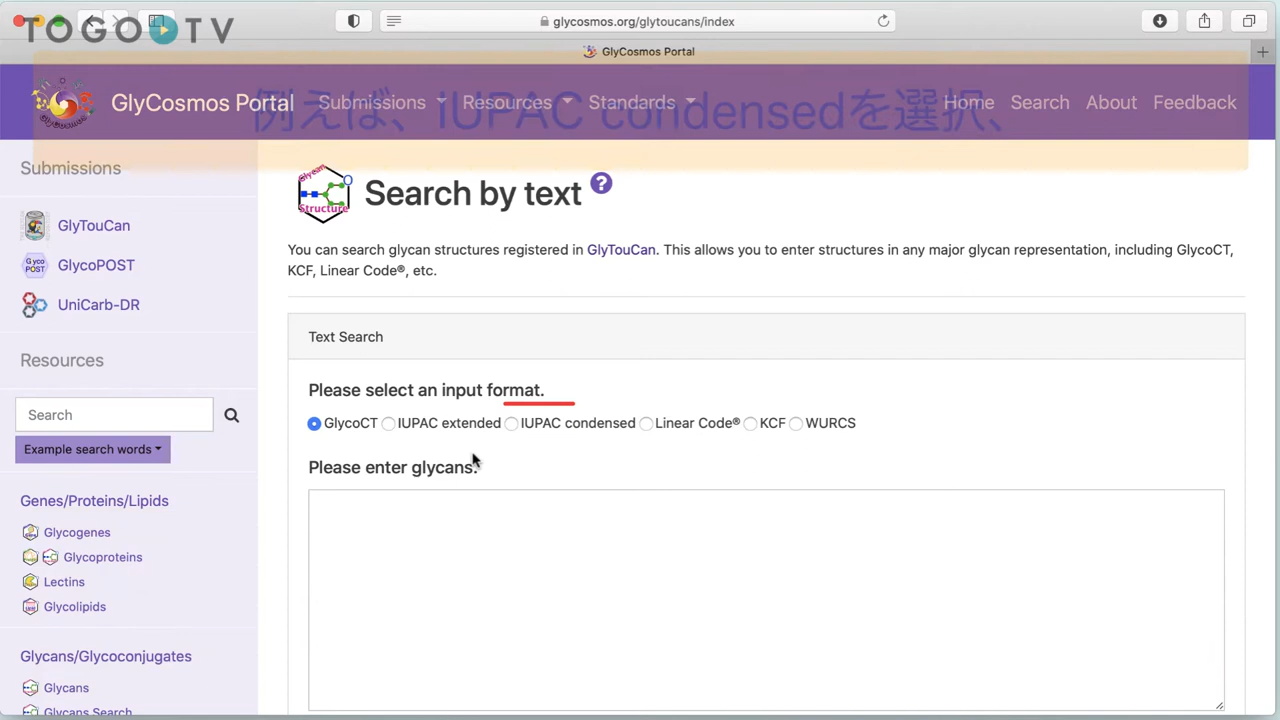 TOGO TV
glycosmos.org/glytoucans/index
GlyCosmos Portal
GlyCosmos Portal Submissions Resources Standards Home Search About Feedback
例えば、IUPAC condensedを選択、
Submissions
GlyTouCan
GlycoPOST
UniCarb-DR
Resources
Search
Example search words
Genes/Proteins/Lipids
Glycogenes
Glycoproteins
Lectins
Glycolipids
Glycans/Glycoconjugates
Glycans
Glycans Search
Glycan
Structure
Search by text ?
You can search glycan structures registered in GlyTouCan. This allows you to enter structures in any major glycan representation, including GlycoCT,
KCF, Linear Code®, etc.
Text Search
Please select an input format.
GlycoCT IUPAC extended IUPAC condensed Linear Code® KCF WURCS
Please enter glycans.